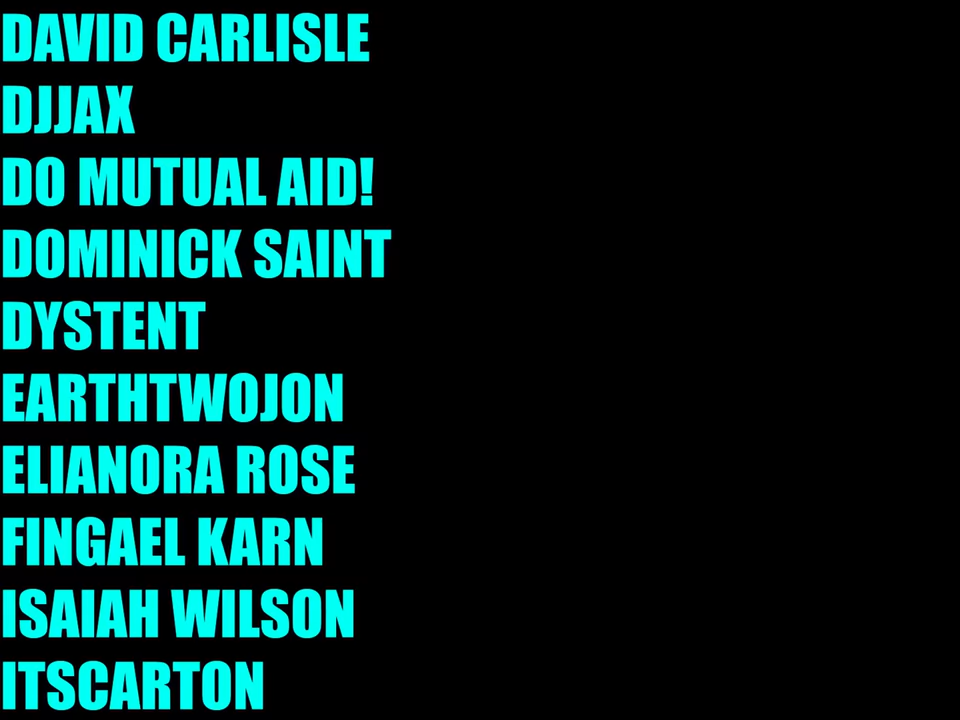 DAVID CARLISLE
DJJAX
DO MUTUAL AID!
DOMINICK SAINT
DYSTENT
EARTHTWOJON
ELIANORA ROSE
FINGAEL KARN
ISAIAH WILSON
ITSCARTON